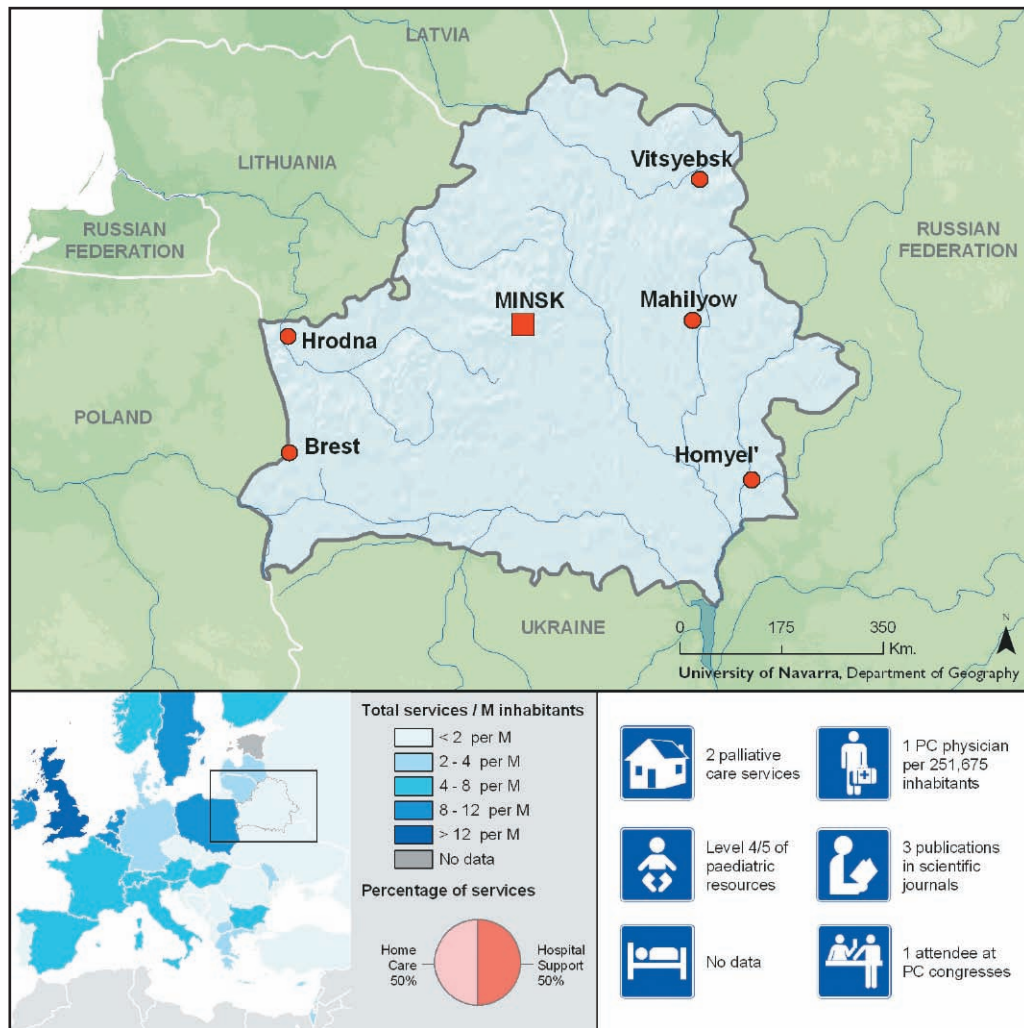 LATVIA
Vitsyebsk
LITHUANIA
RUSSIAN
FEDERATION
RUSSIAN
FEDERATION
MINSK
Mahilyow
Hrodna
POLAND
Brest
Homyel'
UKRAINE
0 175 350
Km.
N
University of Navarra, Department of Geography
Total services / M inhabitants
< 2 per M
2 - 4 per M
4 - 8 per M
8 - 12 per M
> 12 per M
No data
Percentage of services
Home
Care
50%
Hospital
Support
50%
2 palliative
care services
1 PC physician
per 251,675
inhabitants
Level 4/5 of
paediatric
resources
3 publications
in scientific
journals
No data
1 attendee at
PC congresses